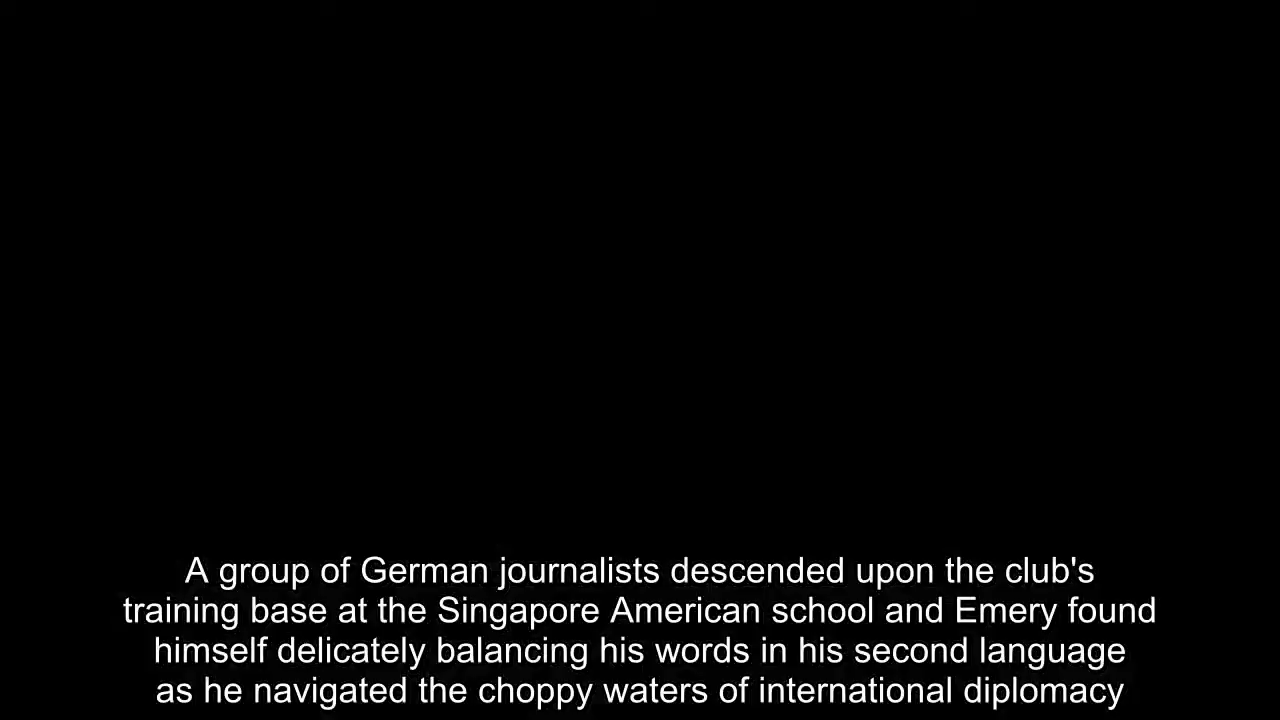 A group of German journalists descended upon the club's
training base at the Singapore American school and Emery found
himself delicately balancing his words in his second language
as he navigated the choppy waters of international diplomacy